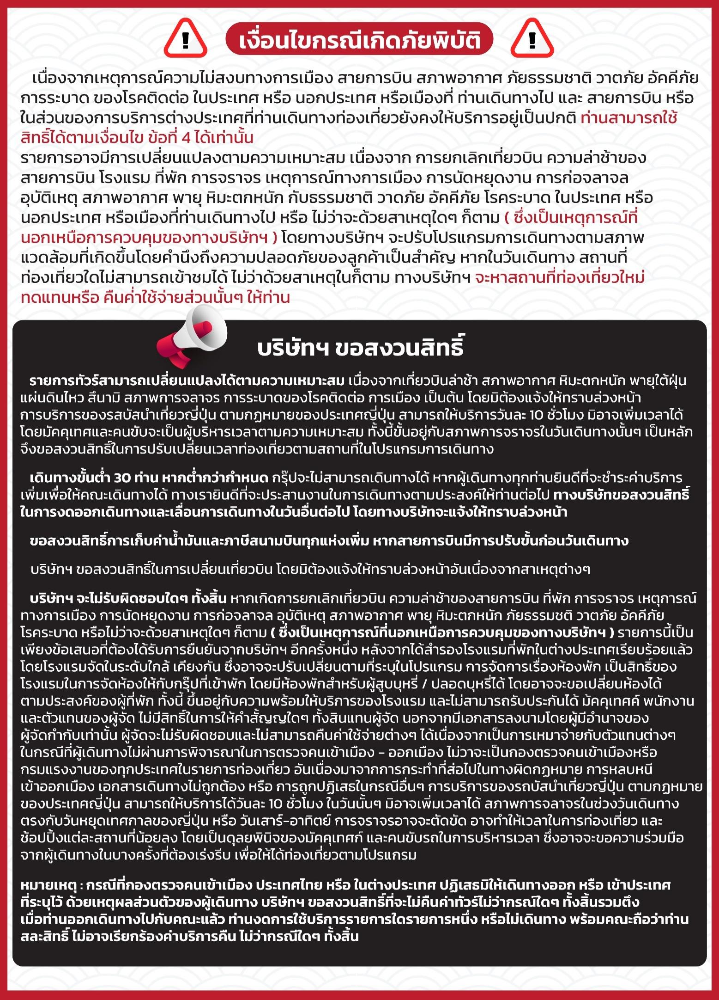 เงื่อนไขกรณีเกิดภัยพิบัติ
เนื่องจากเหตุการณ์ความไม่สงบทางการเมือง สายการบิน สภาพอากาศ ภัยธรรมชาติ วาตภัย อัคคีภัย
การระบาด ของโรคติดต่อ ในประเทศ หรือ นอกประเทศ หรือเมืองที่ ท่านเดินทางไป และ สายการบิน หรือ
ในส่วนของการบริการต่างประเทศที่ท่านเดินทางท่องเที่ยวยังคงให้บริการอยู่เป็นปกติ ท่านสามารถใช้
สิทธิ์ได้ตามเงื่อนไข ข้อที่ 4 ได้เท่านั้น
รายการอาจมีการเปลี่ยนแปลงตามความเหมาะสม เนื่องจาก การยกเลิกเที่ยวบิน ความล่าช้าของ
สายการบิน โรงแรม ที่พัก การจราจร เหตุการณ์ทางการเมือง การนัดหยุดงาน การก่อจลาจล
อุบัติเหตุ สภาพอากาศ พายุ หิมะตกหนัก กับธรรมชาติ วาดภัย อัคคีภัย โรคระบาด ในประเทศ หรือ
นอกประเทศ หรือเมืองที่ท่านเดินทางไป หรือ ไม่ว่าจะด้วยสาเหตุใดๆ ก็ตาม ( ซึ่งเป็นเหตุการณ์ที่
นอกเหนือการควบคุมของทางบริษัทฯ ) โดยทางบริษัทฯ จะปรับโปรแกรมการเดินทางตามสภาพ
แวดล้อมที่เกิดขึ้นโดยคำนึงถึงความปลอดภัยของลูกค้าเป็นสำคัญ หากในวันเดินทาง สถานที่
ท่องเที่ยวใดไม่สามารถเข้าชมได้ ไม่ว่าด้วยสาเหตุในก็ตาม ทางบริษัทฯ จะหาสถานที่ท่องเที่ยวใหม่
ทดแทนหรือ คืนค่ำใช้จ่ายส่วนนั้นๆ ให้ท่าน
บริษัทฯ ขอสงวนสิทธิ์
รายการทัวร์สามารถเปลี่ยนแปลงได้ตามความเหมาะสม เนื่องจากเที่ยวบินล่าช้า สภาพอากาศ หิมะตกหนัก พายุใต้ฝุ่น
แผ่นดินไหว สึนามิ สภาพการจลาจร การระบาดของโรคติดต่อ การเมือง เป็นต้น โดยมิต้องแจ้งให้ทราบล่วงหน้า
การบริการของรสบัสนำเที่ยวญี่ปุ่น ตามกฎหมายของประเทศญี่ปุ่น สามารถให้บริการวันละ 10 ชั่วโมง มิอาจเพิ่มเวลาได้
โดยมัคคุเทศและคนขับจะเป็นผู้บริหารเวลาตามความเหมาะสม ทั้งนี้ขั้นอยู่กับสภาพการจราจรในวันเดินทางนั้นๆ เป็นหลัก
จึงขอสงวนสิทธิ์ในการปรับเปลี่ยนเวลาท่องเที่ยวตามสถานที่ในโปรแกรมการเดินทาง
เดินทางขั้นต่ำ 30 ท่าน หากต่ำกว่ากำหนด กรุ๊ปจะไม่สามารถเดินทางได้ หากผู้เดินทางทุกท่านยินดีที่จะชำระค่าบริการ
เพิ่มเพื่อให้คณะเดินทางได้ ทางเรายินดีที่จะประสานงานในการเดินทางตามประสงค์ให้ท่านต่อไป ทางบริษัทขอสงวนสิทธิ์
ในการงดออกเดินทางและเลื่อนการเดินทางในวันอื่นต่อไป โดยทางบริษัทจะแจ้งให้ทราบล่วงหน้า
ขอสงวนสิทธิ์การเก็บค่าน้ำมันและภาษีสนามบินทุกแห่งเพิ่ม หากสายการบินมีการปรับขั้นก่อนวันเดินทาง
บริษัทฯ ขอสงวนสิทธิ์ในการเปลี่ยนเที่ยวบิน โดยมิต้องแจ้งให้ทราบล่วงหน้าอันเนื่องจากสาเหตุต่างๆ
บริษัทฯ จะไม่รับผิดชอบใดๆ ทั้งสิ้น หากเกิดการยกเลิกเที่ยวบิน ความล่าช้าของสายการบิน ที่พัก การจราจร เหตุการณ์
ทางการเมือง การนัดหยุดงาน การก่อจลาจล อุบัติเหตุ สภาพอากาศ พายุ หิมะตกหนัก ภัยธรรมชติ วาตภัย อัคคีภัย
โรคระบาด หรือไม่ว่าจะด้วยสาเหตุใดๆ ก็ตาม ( ซึ่งเป็นเหตุการณ์ที่นอกเหนือการควบคุมของทางบริษัทฯ ) รายการนี้เป็น
เพียงข้อเสนอที่ต้องได้รับการยืนยันจากบริษัทฯ อีกครั้งหนึ่ง หลังจากได้สำรองโรงแรมที่พักในต่างประเทศเรียบร้อยแล้ว
โดยโรงแรมจัดในระดับใกล้ เคียงกัน ซึ่งอาจจะปรับเปลี่ยนตามที่ระบุในโปรแกรม การจัดการเรื่องห้องพัก เป็นสิทธิ์ของ
โรงแรมในการจัดห้องให้กับกรุ๊ปที่เข้าพัก โดยมีห้องพักสำหรับผู้สูบบุหรี่ / ปลอดบุหรี่ได้ โดยอาจจะขอเปลี่ยนห้องได้
ตามประสงค์ของผู้ที่พัก ทั้งนี้ ขึ้นอยู่กับความพร้อมให้บริการของโรงแรม และไม่สามารถรับประกันได้ มัคคุเทศค์ พนักงาน
และตัวแทนของผู้จัด ไม่มีสิทธิ์ในการให้คำสั้ญญใดๆ ทั้งสินแทนผู้จัด นอกจากมีเอกสารลงนามโดยผู้มีอำนาจของ
ผู้จัดกำกับเท่านั้น ผู้จัดจะไม่รับผิดชอบและไม่สามารถคืนค่าใช้จ่ายต่างๆ ได้เนื่องจากเป็นการเหมาจ่ายกับตัวแทนต่างๆ
ในกรณีที่ผู้เดินทางไม่ผ่านการพิจารณาในการตรวจคนเข้าเมือง - ออกเมือง ไม่วาจะเป็นกองตรวจคนเข้าเมืองหรือ
กรมแรงงานของทุกประเทศในรายการท่องเที่ยว อันเนื่องมาจากการกระทำที่ส่อไปในทางผิดกฎหมาย การหลบหนี
เข้าออกเมือง เอกสารเดินทางไม่ถูกต้อง หรือ การถูกปฏิเสธในกรณีอื่นๆ การบริการของรถบัสนำเที่ยวญี่ปุ่น ตามกฎหมาย
ของประเทศญี่ปุ่น สามารถให้บริการได้วันละ 10 ชั่วโมง ในวันนั้นๆ มิอาจเพิ่มเวลาได้ สภาพการจลาจรในช่วงวันเดินทาง
ตรงกับวันหยุดเทศกาลของญี่ปุ่น หรือ วันเสาร์-อาทิตย์ การจราจรอาจจะตัดขัด อาจทำให้เวลาในการท่องเที่ยว และ
ช้อปปิ้งแต่ละสถานที่น้อยลง โดยเป็นดุลยพินิจของมัคคุเทศก์ และคนขับรถในการบริหารเวลา ซึ่งอาจจะขอความร่วมมือ
จากผู้เดินทางในบางครั้งที่ต้องเร่งรีบ เพื่อให้ได้ท่องเที่ยวตามโปรแกรม
หมายเหตุ : กรณีที่กองตรวจคนเข้าเมือง ประเทศไทย หรือ ในต่างประเทศ ปฏิเสธมิให้เดินทางออก หรือ เข้าประเทศ
ที่ระบุไว้ ด้วยเหตุผลส่วนตัวของผู้เดินทาง บริษัทฯ ขอสงวนสิทธิ์ที่จะไม่คืนค่าทัวร์ไม่ว่ากรณ์ใดๆ ทั้งสิ้นรวมตึง
เมื่อท่านออกเดินทางไปกับคณะแล้ว ท่านงดการใช้บริการรายการใดรายการหนึ่ง หรือไม่เดินทาง พร้อมคณะถือว่าท่าน
สละสิทธิ์ ไม่อาจเรียกร้องค่าบริการคืน ไม่ว่ากรณีใดๆ ทั้งสิ้น